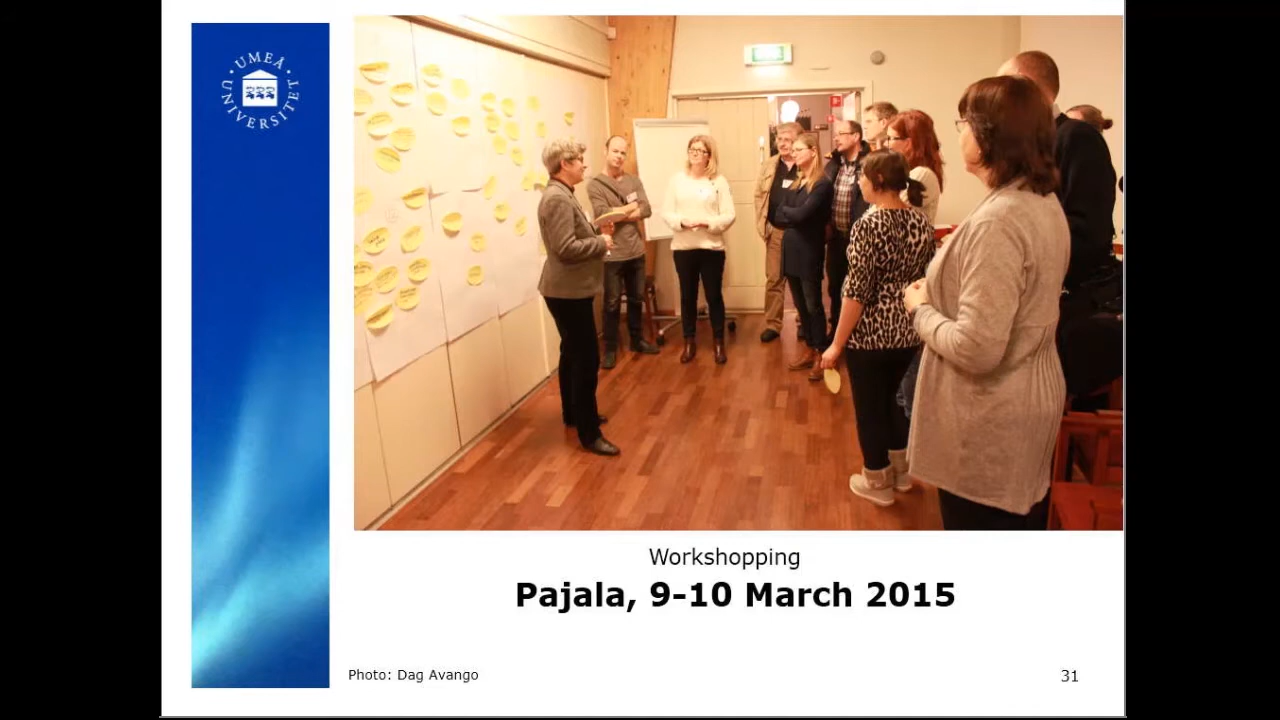 UMEÅ
UNIVERSITET
Workshopping
Pajala, 9-10 March 2015
Photo: Dag Avango
31